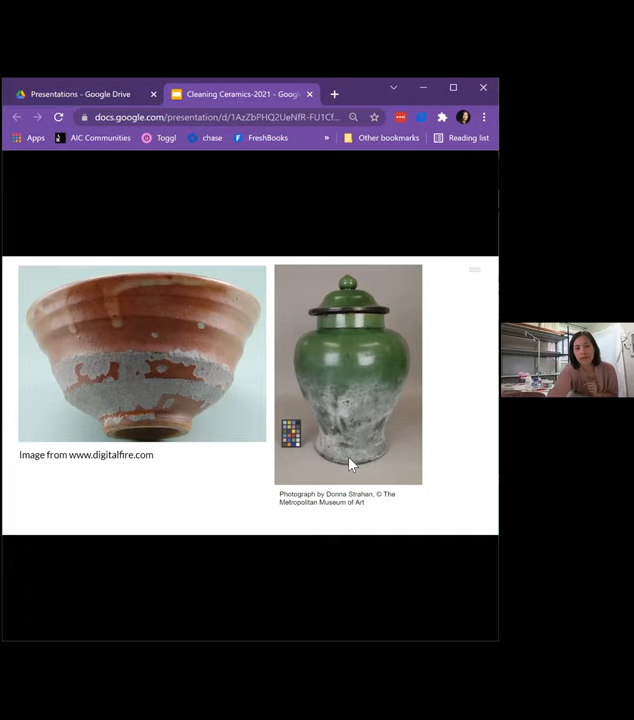 Presentations - Google Drive
Cleaning Ceramics-2021 - Goog
docs.google.com/presentation/d/1AzZbPHQ2UeNfR-FU1Cf...
Apps
AIC Communities
Toggl
chase
FreshBooks
»
Other bookmarks
Reading list
Image from www.digitalfire.com
Photograph by Donna Strahan, © The
Metropolitan Museum of Art